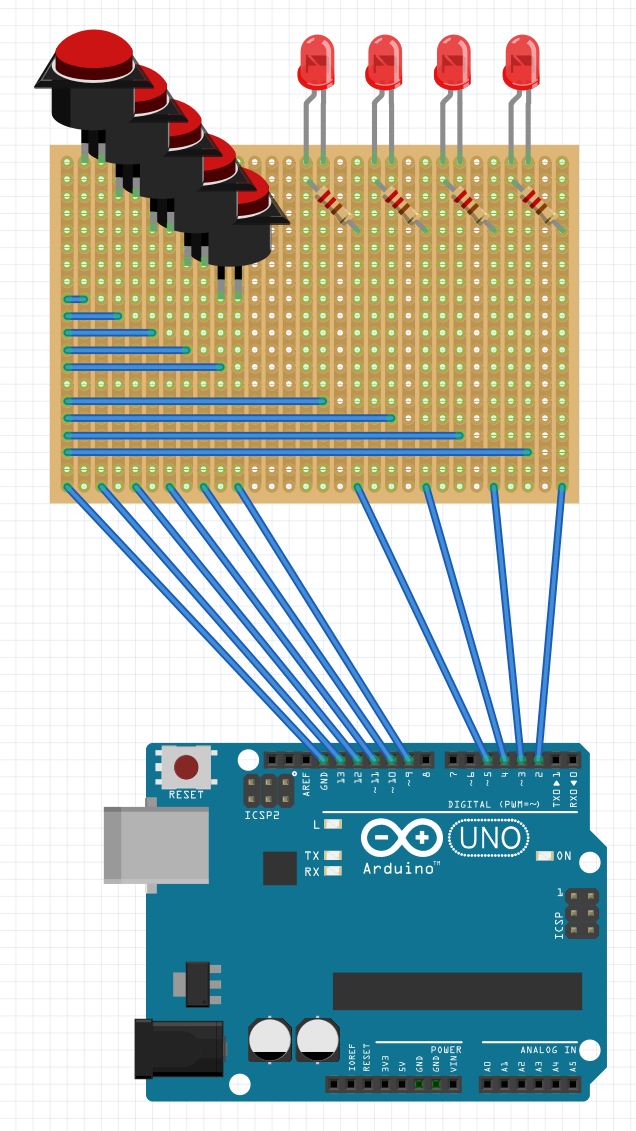 RESET
ICSP2
AREF
GND
13
12
~11
~10
~9
8
7
~6
~5
4
~3
2
TX0▶1
RX0◀0
DIGITAL (PWM=~)
L
TX
RX
Arduino™
UNO
ON
1
ICSP
POWER
ANALOG IN
IOREF
RESET
3V3
5V
GND
GND
VIN
A0
A1
A2
A3
A4
A5